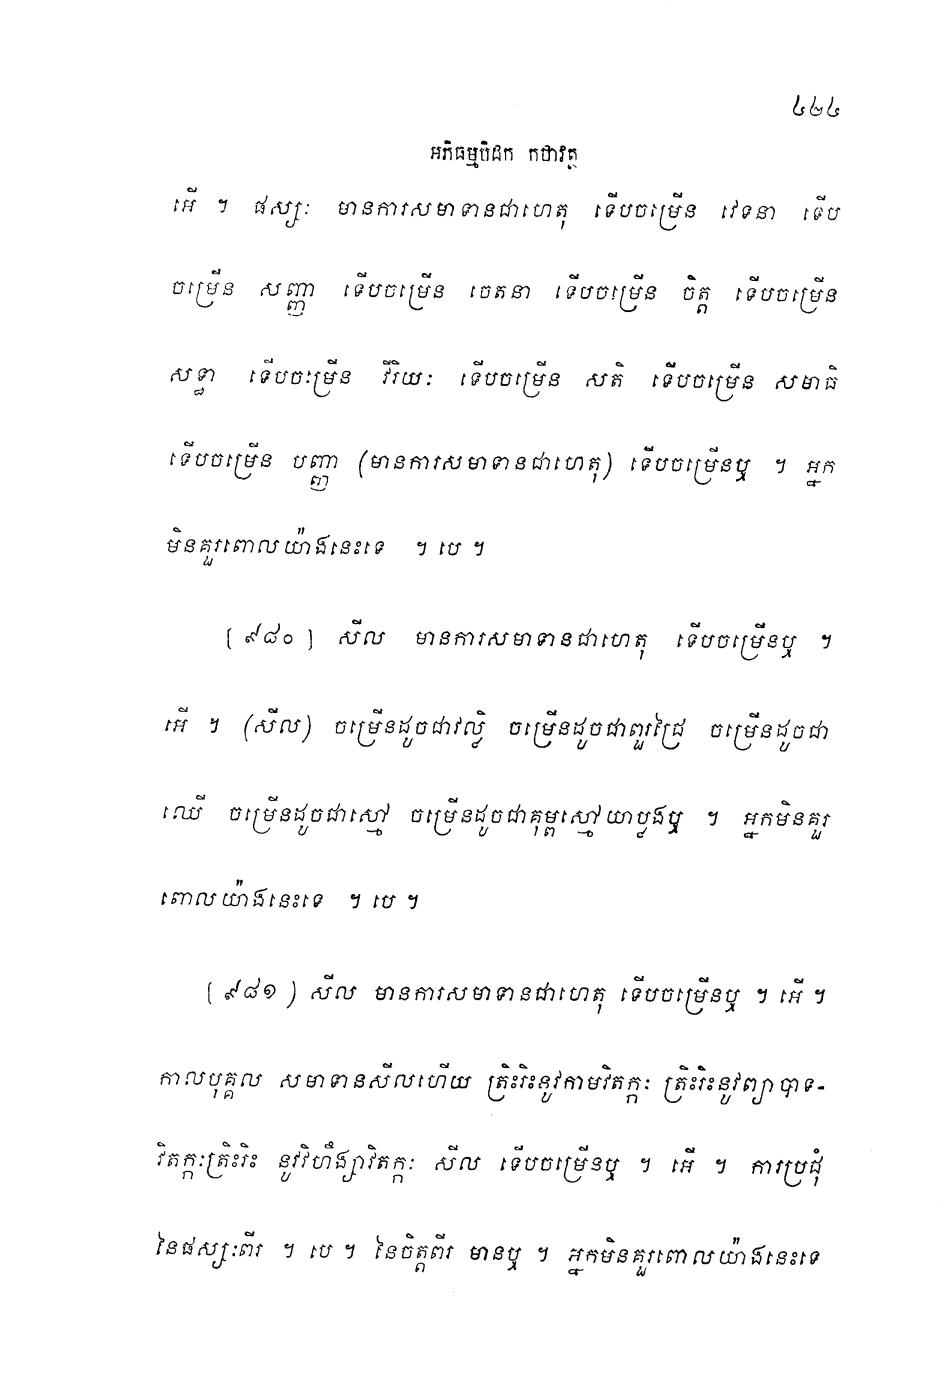 ៤២៤
អភិធម្មបិដក កថាវត្ថុ
អើ ។ ផស្សៈ មានការសមាទានជាហេតុ ទើបចម្រើន វេទនា ទើប
ចម្រើន សញ្ញា ទើបចម្រើន ចេតនា ទើបចម្រើន ចិត្ត ទើបចម្រើន
សទ្ធា ទើបចម្រើន វីរិយៈ ទើបចម្រើន សតិ ទើបចម្រើន សមាធិ
ទើបចម្រើន បញ្ញា (មានការសមាទានជាហេតុ) ទើបចម្រើនឬ ។ អ្នក
មិនគួរពោលយ៉ាងនេះទេ ។ បេ ។
[៩៨០] សីល មានការសមាទានជាហេតុ ទើបចម្រើនឬ ។
អើ ។ (សីល) ចម្រើនដូចជាវល្លិ ចម្រើនដូចជាពួរជ្រៃ ចម្រើនដូចជា
ឈើ ចម្រើនដូចជាស្មៅ ចម្រើនដូចជាគុម្ពស្មៅយាប្លងឬ ។ អ្នកមិនគួរ
ពោលយ៉ាងនេះទេ ។ បេ ។
[៩៨១] សីល មានការសមាទានជាហេតុ ទើបចម្រើនឬ ។ អើ ។
កាលបុគ្គល សមាទានសីលហើយ ត្រិះរិះនូវកាមវិតក្កៈ ត្រិះរិះនូវព្យាបាទ-
វិតក្កៈត្រិះរិះ នូវវិហឹង្សាវិតក្កៈ សីល ទើបចម្រើនឬ ។ អើ ។ ការប្រជុំ
នៃផស្សៈពីរ ។ បេ ។ នៃចិត្តពីរ មានឬ ។ អ្នកមិនគួរពោលយ៉ាងនេះទេ